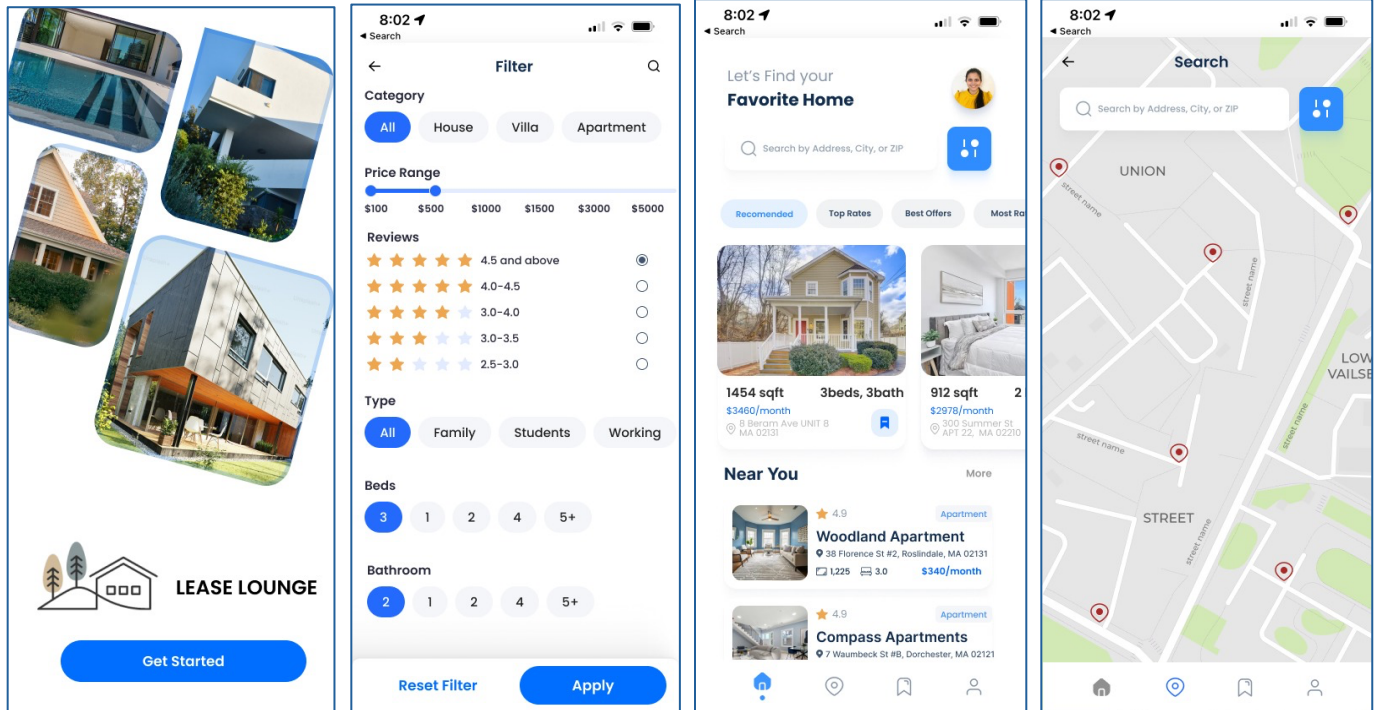 LEASE LOUNGE
Get Started
8:02
Search
Filter
Category
All House Villa Apartment
Price Range
$100 $500 $1000 $1500 $3000 $5000
Reviews
4.5 and above
4.0-4.5
3.0-4.0
3.0-3.5
2.5-3.0
Type
All Family Students Working
Beds
3 1 2 4 5+
Bathroom
2 1 2 4 5+
Reset Filter Apply
8:02
Search
Let's Find your
Favorite Home
Search by Address, City, or ZIP
Recomended Top Rates Best Offers Most Ra
1454 sqft 3beds, 3bath
$3460/month
8 Beram Ave UNIT 8
MA 02131
912 sqft 2
$2978/month
300 Summer St
APT 22, MA 02210
Near You More
4.9 Apartment
Woodland Apartment
38 Florence St #2, Roslindale, MA 02131
1,225 3.0 $340/month
4.9 Apartment
Compass Apartments
7 Waumbeck St #B, Dorchester, MA 02121
8:02
Search
Search
Search by Address, City, or ZIP
UNION
street name
street name
LOW
VAILSE
street name
street name
STREET
street name